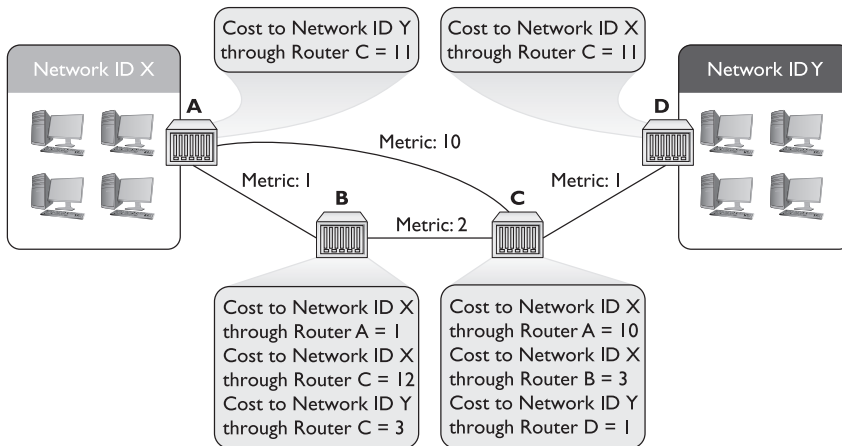 Cost to Network ID Y
through Router C = 11
Cost to Network ID X
through Router C = 11
Network ID X
Network ID Y
A
D
Metric: 10
Metric: 1
Metric: 1
B
C
Metric: 2
Cost to Network ID X
through Router A = 1
Cost to Network ID X
through Router C = 12
Cost to Network ID Y
through Router C = 3
Cost to Network ID X
through Router A = 10
Cost to Network ID X
through Router B = 3
Cost to Network ID Y
through Router D = 1